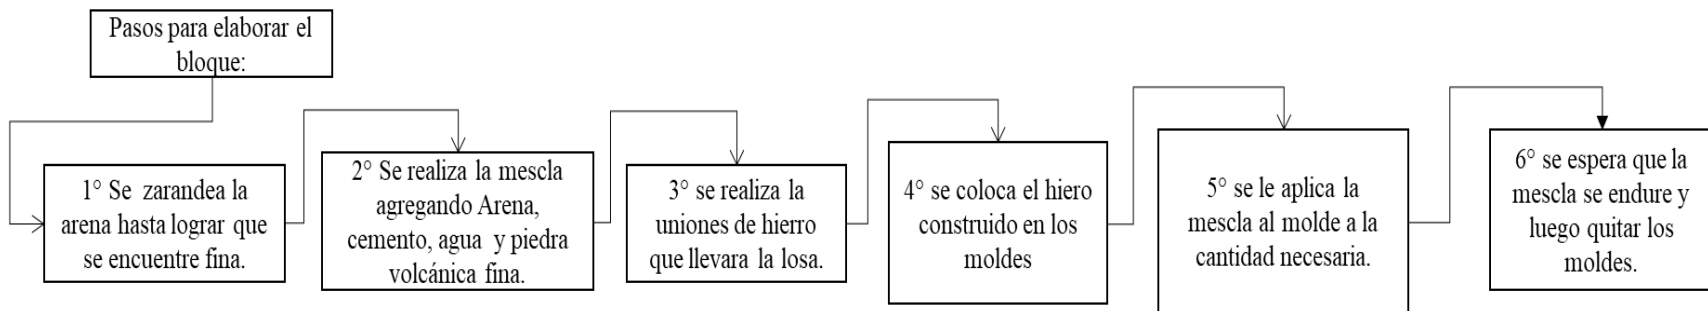 Pasos para elaborar el
bloque:
1° Se zarandea la
arena hasta lograr que
se encuentre fina.
2° Se realiza la mescla
agregando Arena,
cemento, agua y piedra
volcánica fina.
3° se realiza la
uniones de hierro
que llevara la losa.
4° se coloca el hiero
construido en los
moldes
5° se le aplica la
mescla al molde a la
cantidad necesaria.
6° se espera que la
mescla se endure y
luego quitar los
moldes.